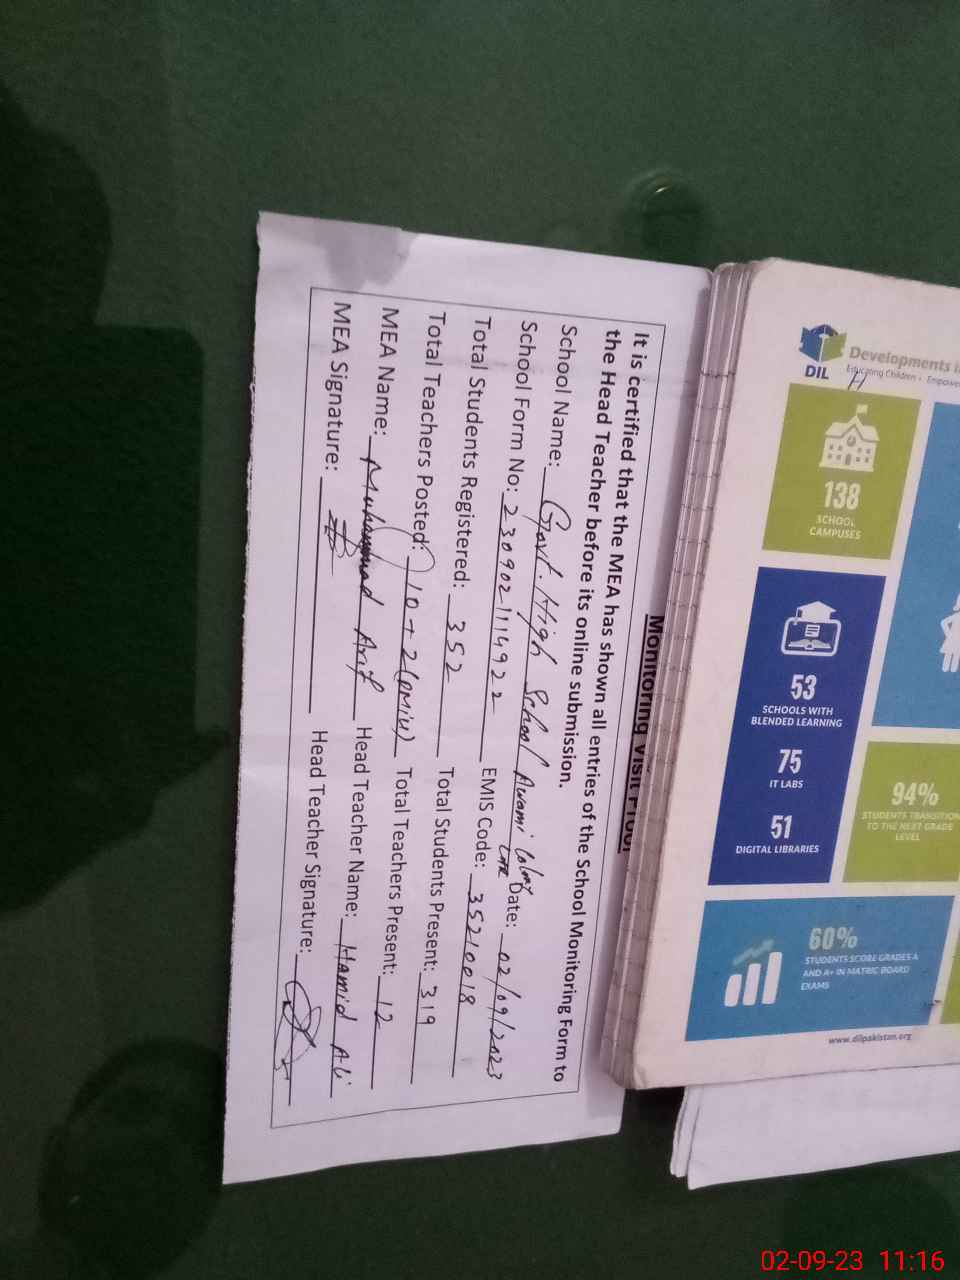 Monitoring Visit Proof
It is certified that the MEA has shown all entries of the School Monitoring Form to
the Head Teacher before its online submission.
School Name: Govt. High School Awami Colony LHR Date: 02/09/2023
School Form No: 2309021114922 EMIS Code: 35210018
Total Students Registered: 352 Total Students Present: 319
Total Teachers Posted: 10+2(PMIU) Total Teachers Present: 12
MEA Name: Muhammad Arif Head Teacher Name: Hamid Ali
MEA Signature: Head Teacher Signature:
DIL
Developments i
Educating Children • Empowe
138
SCHOOL
CAMPUSES
53
SCHOOLS WITH
BLENDED LEARNING
75
IT LABS
51
DIGITAL LIBRARIES
94%
STUDENTS TRANSITION
TO THE NEXT GRADE
LEVEL
60%
STUDENTS SCORE GRADES A
AND A+ IN MATRIC BOARD
EXAMS
www.dilpakistan.org
02-09-23 11:16